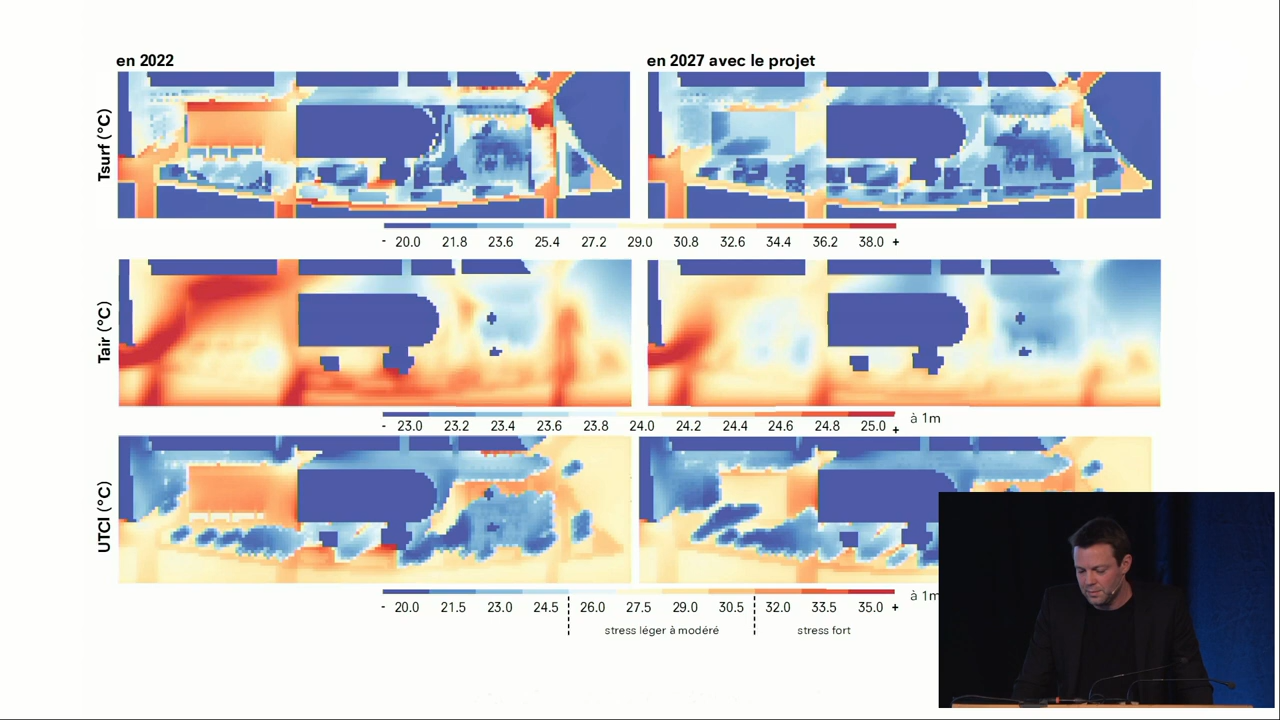 en 2022
en 2027 avec le projet
Tsurf (°C)
- 20.0 21.8 23.6 25.4 27.2 29.0 30.8 32.6 34.4 36.2 38.0 +
Tair (°C)
- 23.0 23.2 23.4 23.6 23.8 24.0 24.2 24.4 24.6 24.8 25.0 +
à 1m
UTCI (°C)
- 20.0 21.5 23.0 24.5 26.0 27.5 29.0 30.5 32.0 33.5 35.0 +
à 1m
stress léger à modéré
stress fort